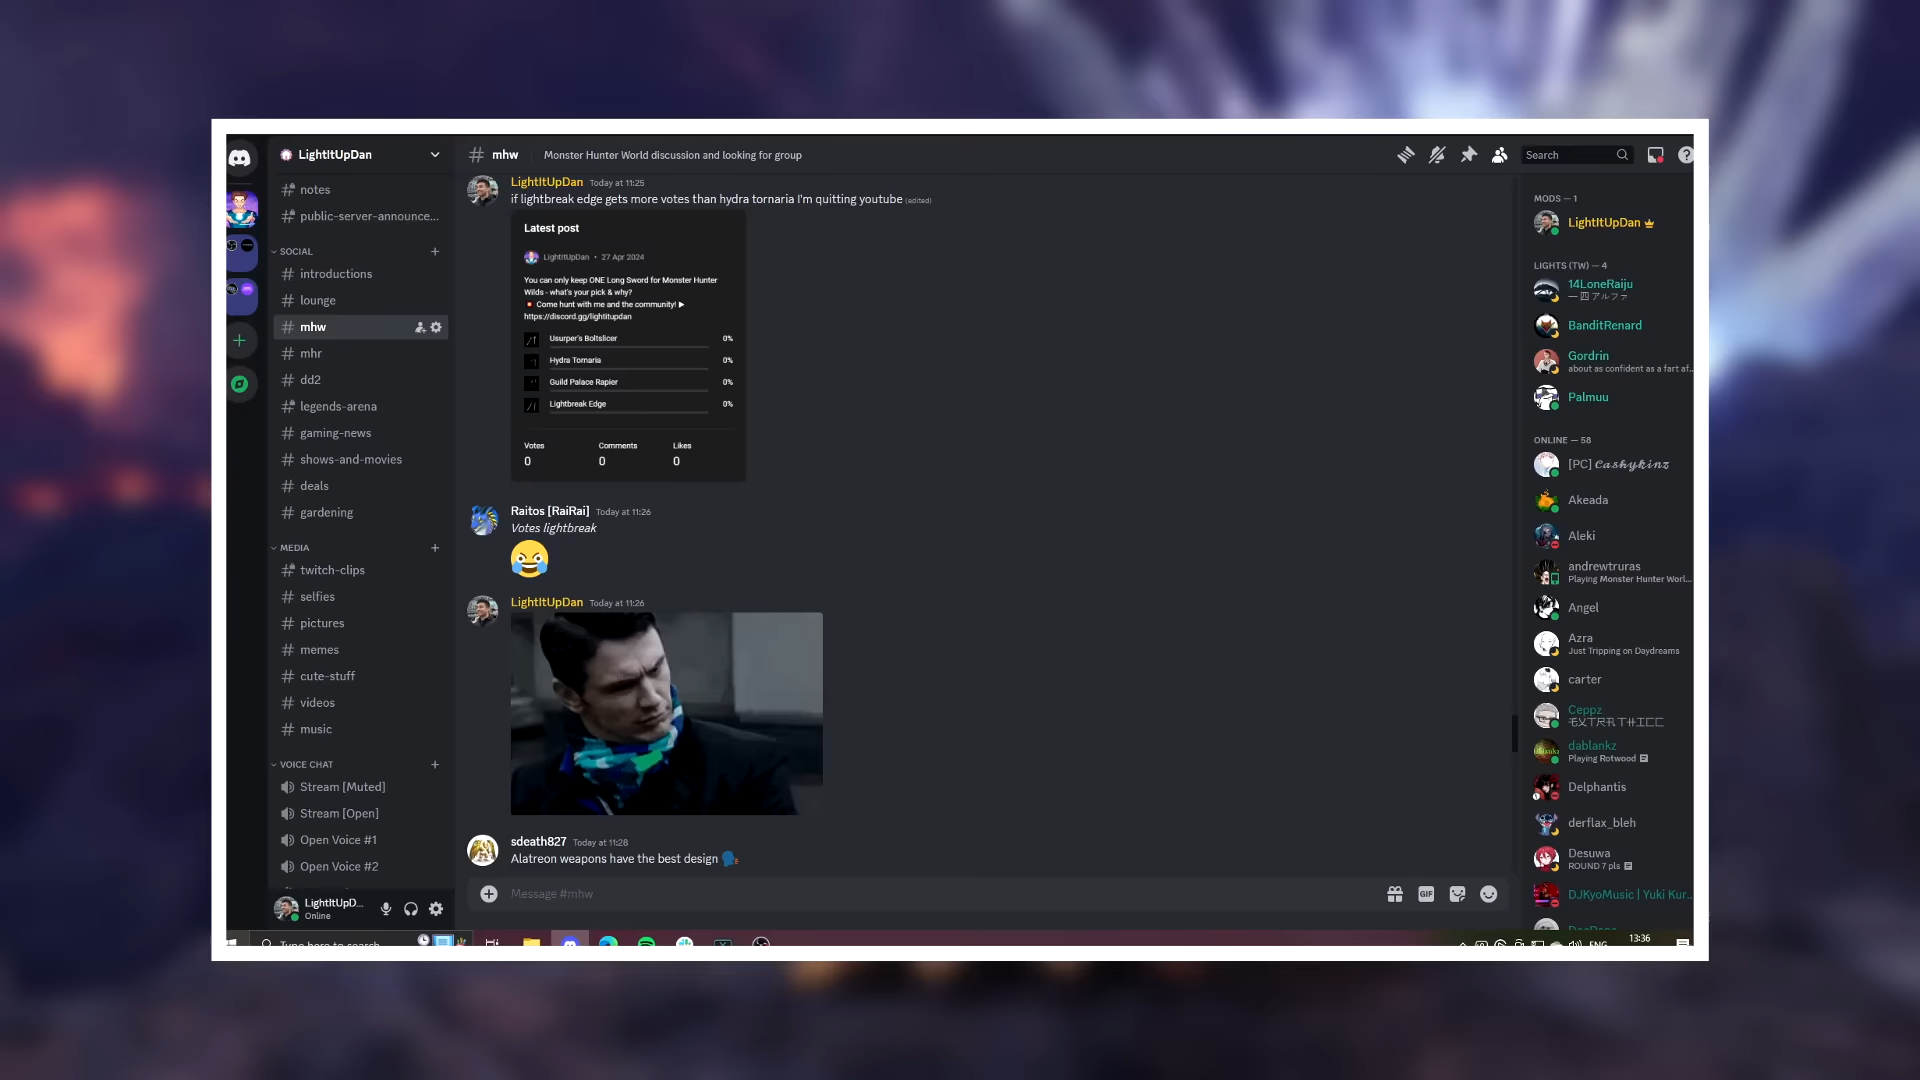 LightItUpDan
notes
public-server-announce...
SOCIAL
introductions
lounge
mhw
mhr
dd2
legends-arena
gaming-news
shows-and-movies
deals
gardening
MEDIA
twitch-clips
selfies
pictures
memes
cute-stuff
videos
music
VOICE CHAT
Stream [Muted]
Stream [Open]
Open Voice #1
Open Voice #2
LightItUpD...
Online
mhw
Monster Hunter World discussion and looking for group
Search
LightItUpDan Today at 11:25
if lightbreak edge gets more votes than hydra tornaria I'm quitting youtube (edited)
Latest post
LightItUpDan • 27 Apr 2024
You can only keep ONE Long Sword for Monster Hunter
Wilds - what's your pick & why?
Come hunt with me and the community! ▶
https://discord.gg/lightitupdan
Usurper's Boltslicer 0%
Hydra Tornaria 0%
Guild Palace Rapier 0%
Lightbreak Edge 0%
Votes Comments Likes
0 0 0
Raitos [RaiRai] Today at 11:26
Votes lightbreak
LightItUpDan Today at 11:26
sdeath827 Today at 11:28
Alatreon weapons have the best design
Message #mhw
GIF
MODS — 1
LightItUpDan
LIGHTS (TW) — 4
14LoneRaiju
一 四 アルファ
BanditRenard
Gordrin
about as confident as a fart af...
Palmuu
ONLINE — 58
[PC] 𝓒𝓪𝓼𝓱𝔂𝓴𝓲𝓷𝔃
Akeada
Aleki
andrewtruras
Playing Monster Hunter Worl...
Angel
Azra
Just Tripping on Daydreams
carter
Ceppz
dablankz
Playing Rotwood
Delphantis
derflax_bleh
Desuwa
ROUND 7 pls
DJKyoMusic | Yuki Kur...
Type here to search
ENG
13:36